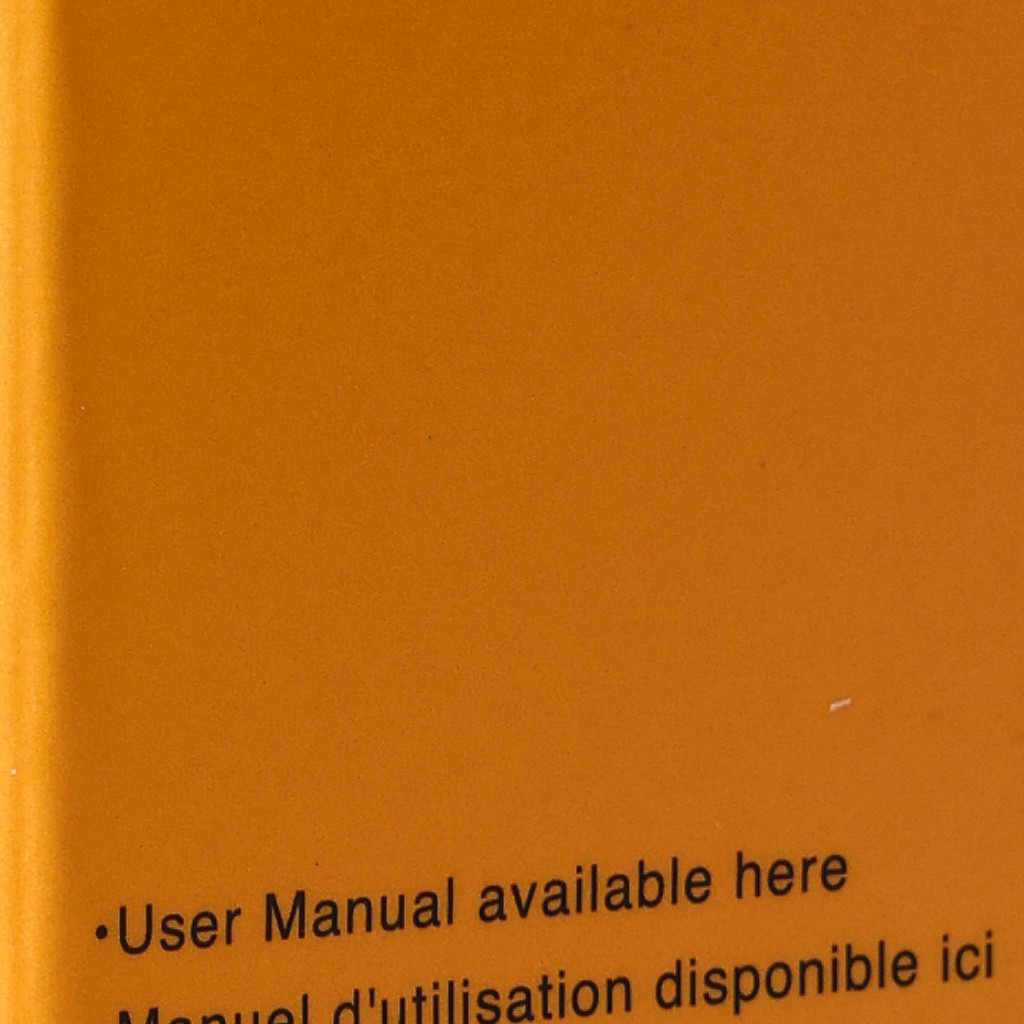 •User Manual available here
Manuel d'utilisation disponible ici